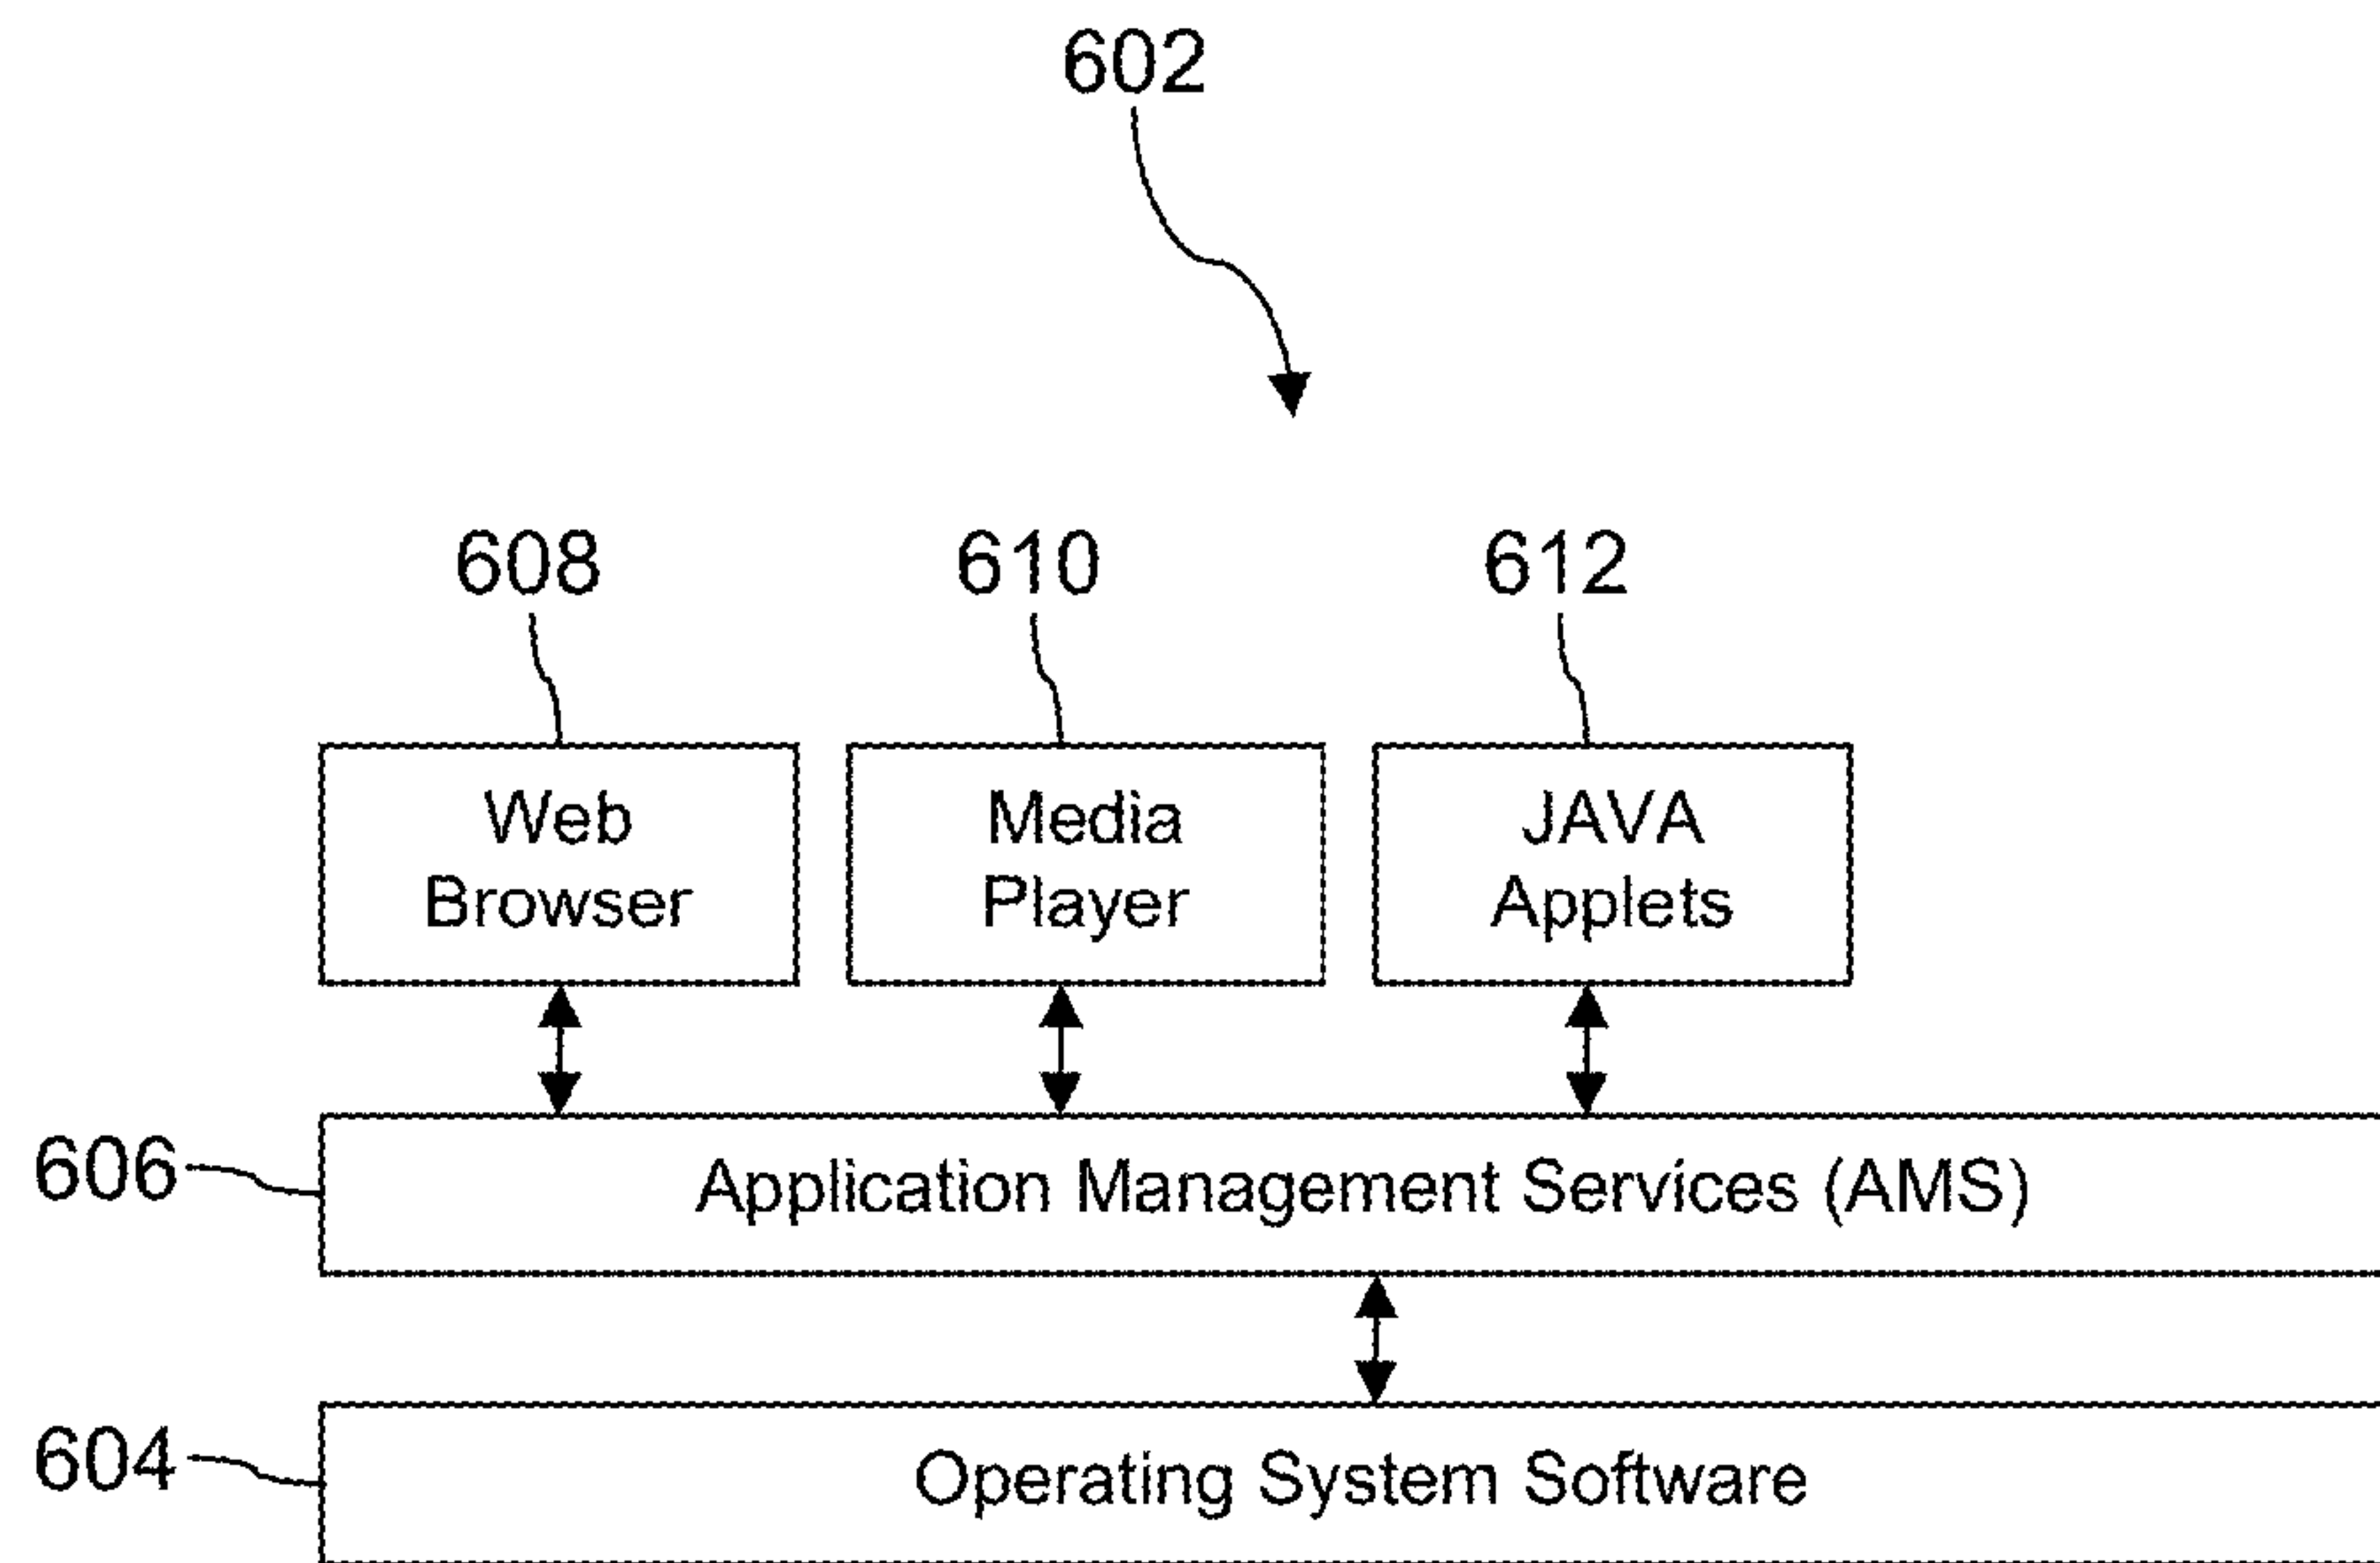 602
608 610 612
Web Browser
Media Player
JAVA Applets
606 Application Management Services (AMS)
604 Operating System Software